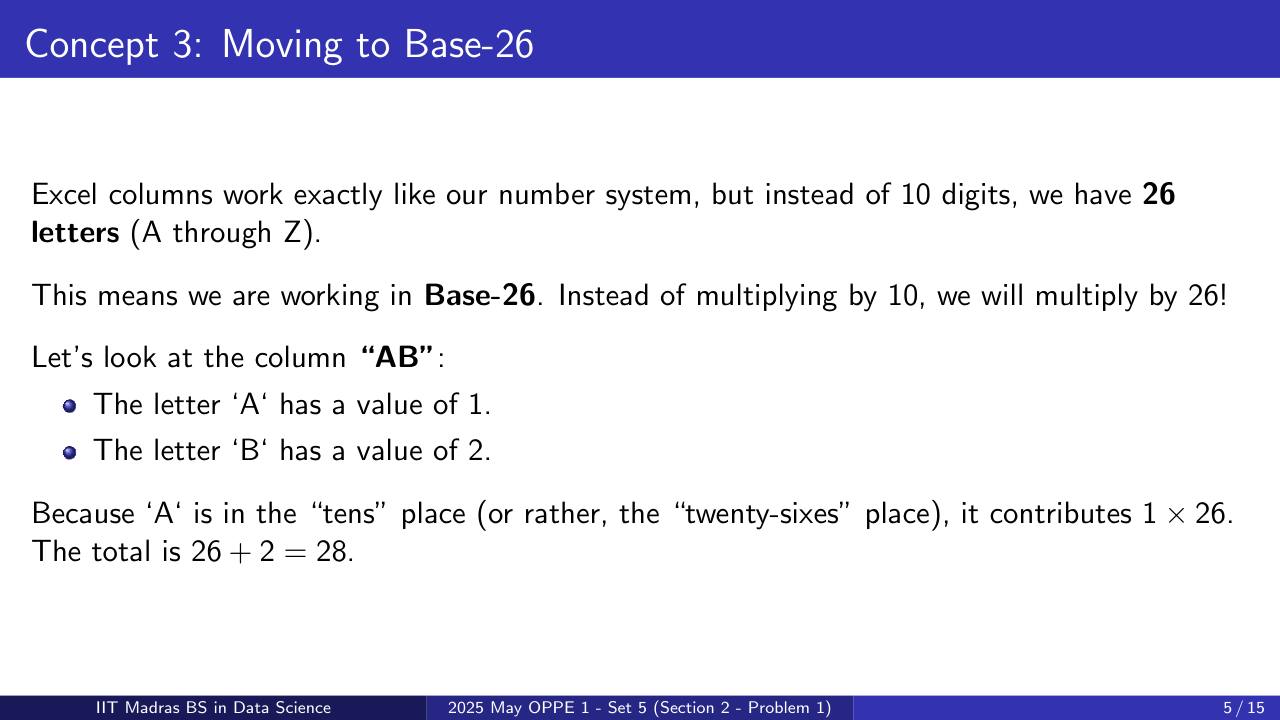 Concept 3: Moving to Base-26
Excel columns work exactly like our number system, but instead of 10 digits, we have 26
letters (A through Z).
This means we are working in Base-26. Instead of multiplying by 10, we will multiply by 26!
Let's look at the column “AB”:
The letter ‘A‘ has a value of 1.
The letter ‘B‘ has a value of 2.
Because ‘A‘ is in the “tens” place (or rather, the “twenty-sixes” place), it contributes 1 × 26.
The total is 26 + 2 = 28.
IIT Madras BS in Data Science
2025 May OPPE 1 - Set 5 (Section 2 - Problem 1)
5 / 15